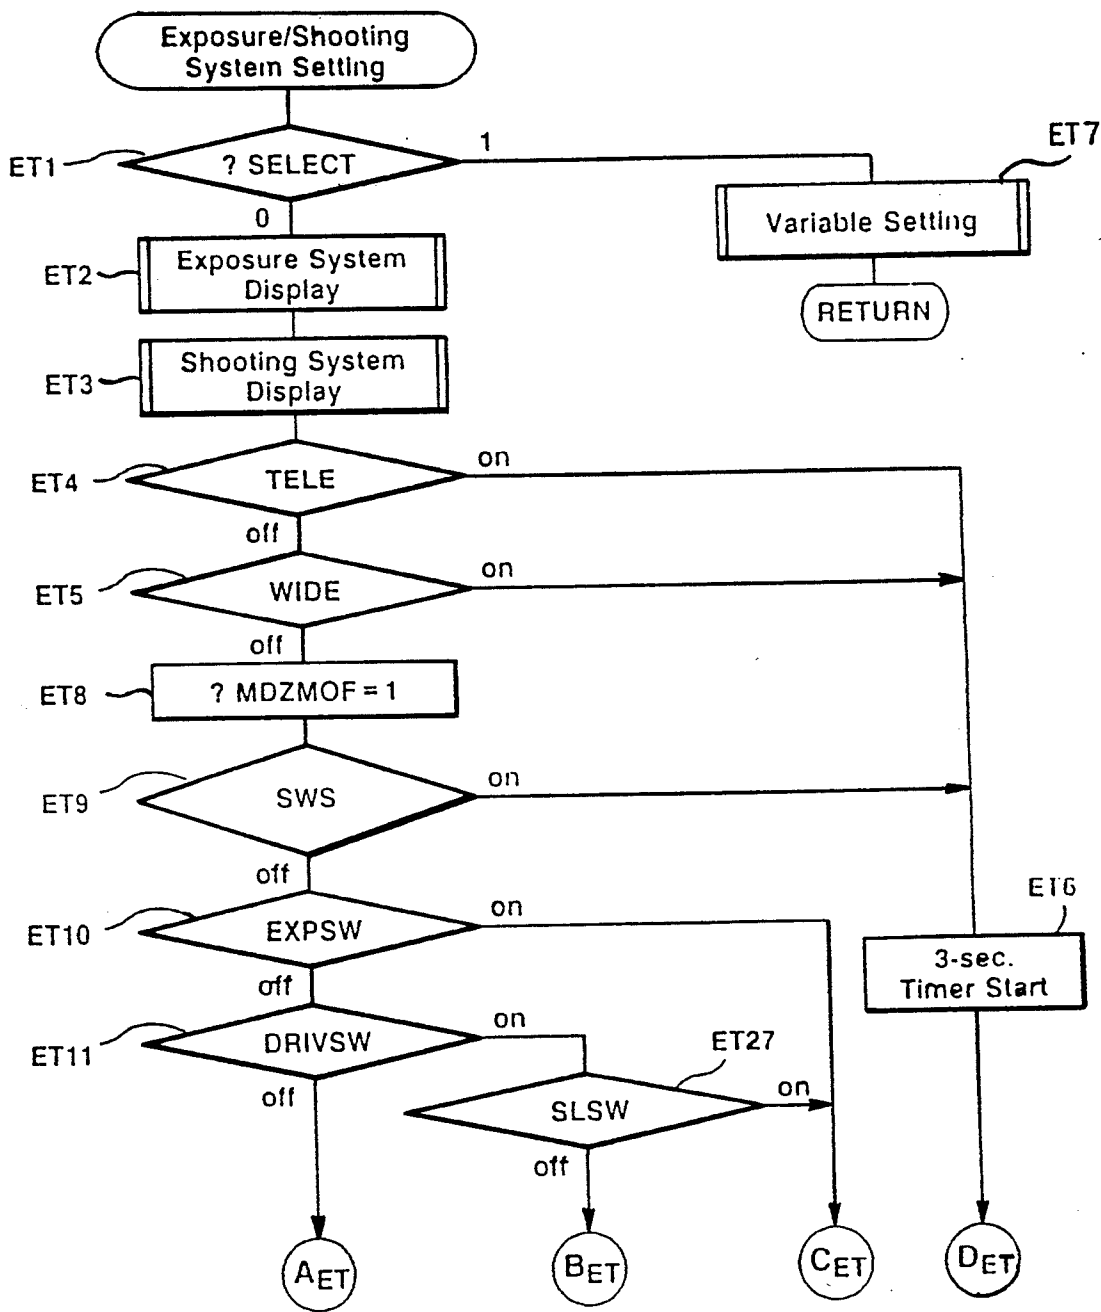 Exposure/Shooting
System Setting
ET1
? SELECT
1
ET7
0
Variable Setting
ET2
Exposure System
Display
RETURN
ET3
Shooting System
Display
ET4
TELE
on
off
ET5
WIDE
on
off
ET8
? MDZMOF = 1
ET9
SWS
on
off
ET6
ET10
EXPSW
on
3-sec.
Timer Start
off
ET11
DRIVSW
on
ET27
off
SLSW
on
off
AET
BET
CET
DET